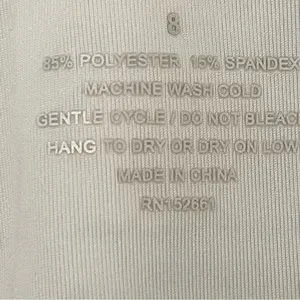 8
85% POLYESTER 15% SPANDEX
MACHINE WASH COLD
GENTLE CYCLE / DO NOT BLEACH
HANG TO DRY OR DRY ON LOW
MADE IN CHINA
RN152661